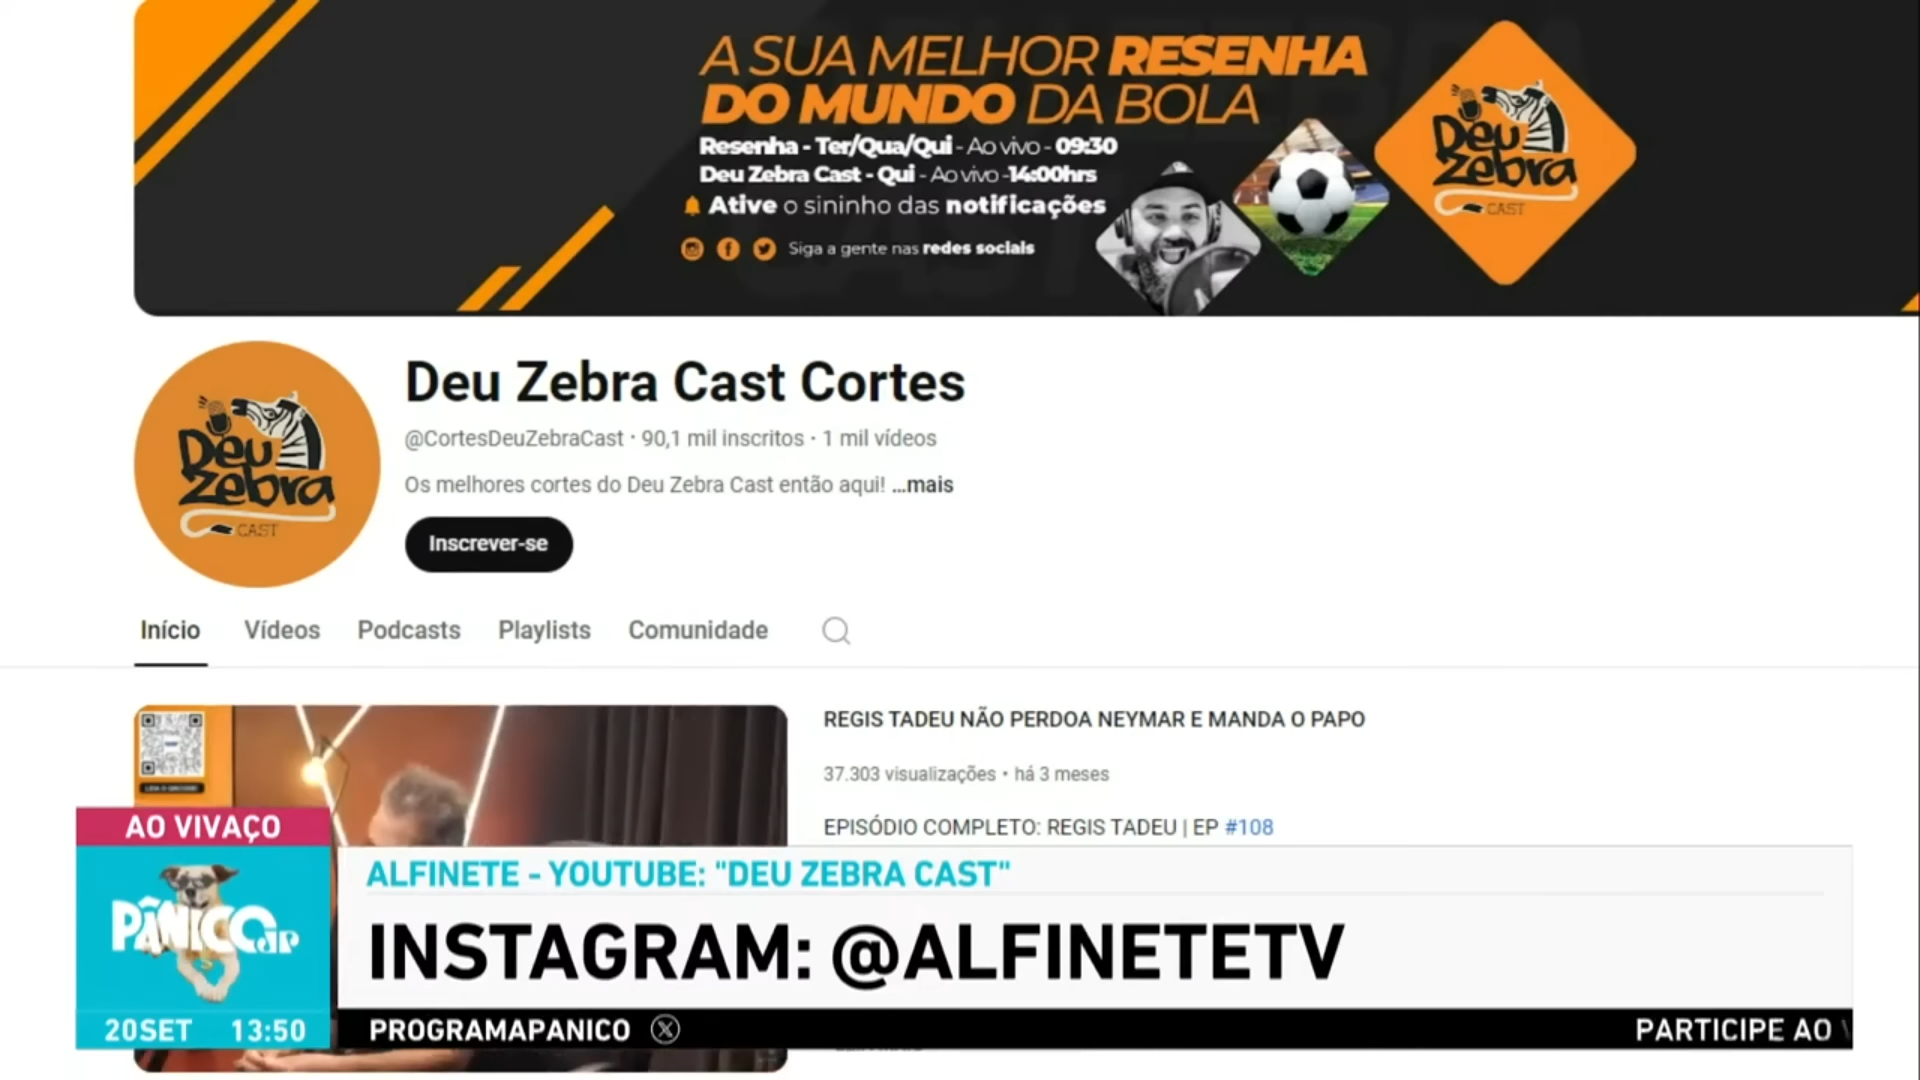 A SUA MELHOR RESENHA
DO MUNDO DA BOLA
Resenha - Ter/Qua/Qui - Ao vivo - 09:30
Deu Zebra Cast - Qui - Ao vivo -14:00hrs
Ative o sininho das notificações
Siga a gente nas redes sociais
Deu
Zebra
CAST
Deu
Zebra
CAST
Deu Zebra Cast Cortes
@CortesDeuZebraCast · 90,1 mil inscritos · 1 mil vídeos
Os melhores cortes do Deu Zebra Cast então aqui! ...mais
Inscrever-se
Início Vídeos Podcasts Playlists Comunidade
REGIS TADEU NÃO PERDOA NEYMAR E MANDA O PAPO
37.303 visualizações · há 3 meses
EPISÓDIO COMPLETO: REGIS TADEU | EP #108
AO VIVAÇO
PÂNICO JP
20SET 13:50
ALFINETE - YOUTUBE: "DEU ZEBRA CAST"
INSTAGRAM: @ALFINETETV
PROGRAMAPANICO PARTICIPE AO